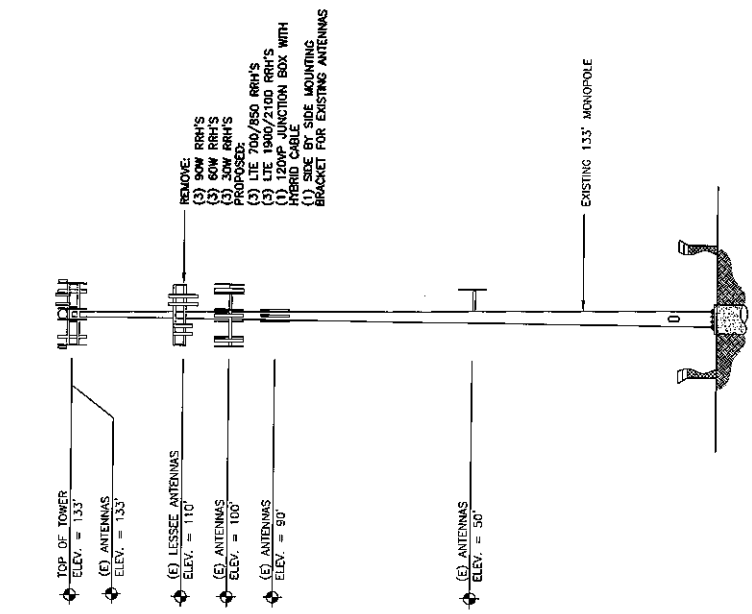 TOP OF TOWER
ELEV. = 133'
(E) ANTENNAS
ELEV. = 133'
(E) LESSEE ANTENNAS
ELEV. = 110'
(E) ANTENNAS
ELEV. = 100'
(E) ANTENNAS
ELEV. = 90'
(E) ANTENNAS
ELEV. = 50'
REMOVE:
(3) 90W RRH'S
(3) 60W RRH'S
(3) 30W RRH'S
PROPOSED:
(3) LTE 700/850 RRH'S
(3) LTE 1900/2100 RRH'S
(1) 12OVP JUNCTION BOX WITH
HYBRID CABLE
(1) SIDE BY SIDE MOUNTING
BRACKET FOR EXISTING ANTENNAS
EXISTING 133' MONOPOLE